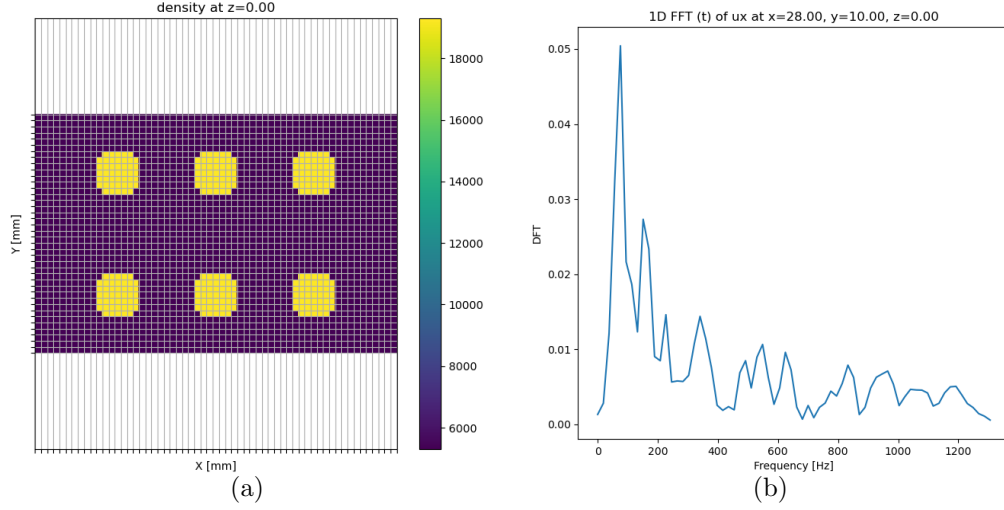 density at z=0.00
18000
16000
14000
12000
10000
8000
6000
Y [mm]
X [mm]
(a)
1D FFT (t) of ux at x=28.00, y=10.00, z=0.00
0.05
0.04
0.03
0.02
0.01
0.00
DFT
0
200
400
600
800
1000
1200
Frequency [Hz]
(b)